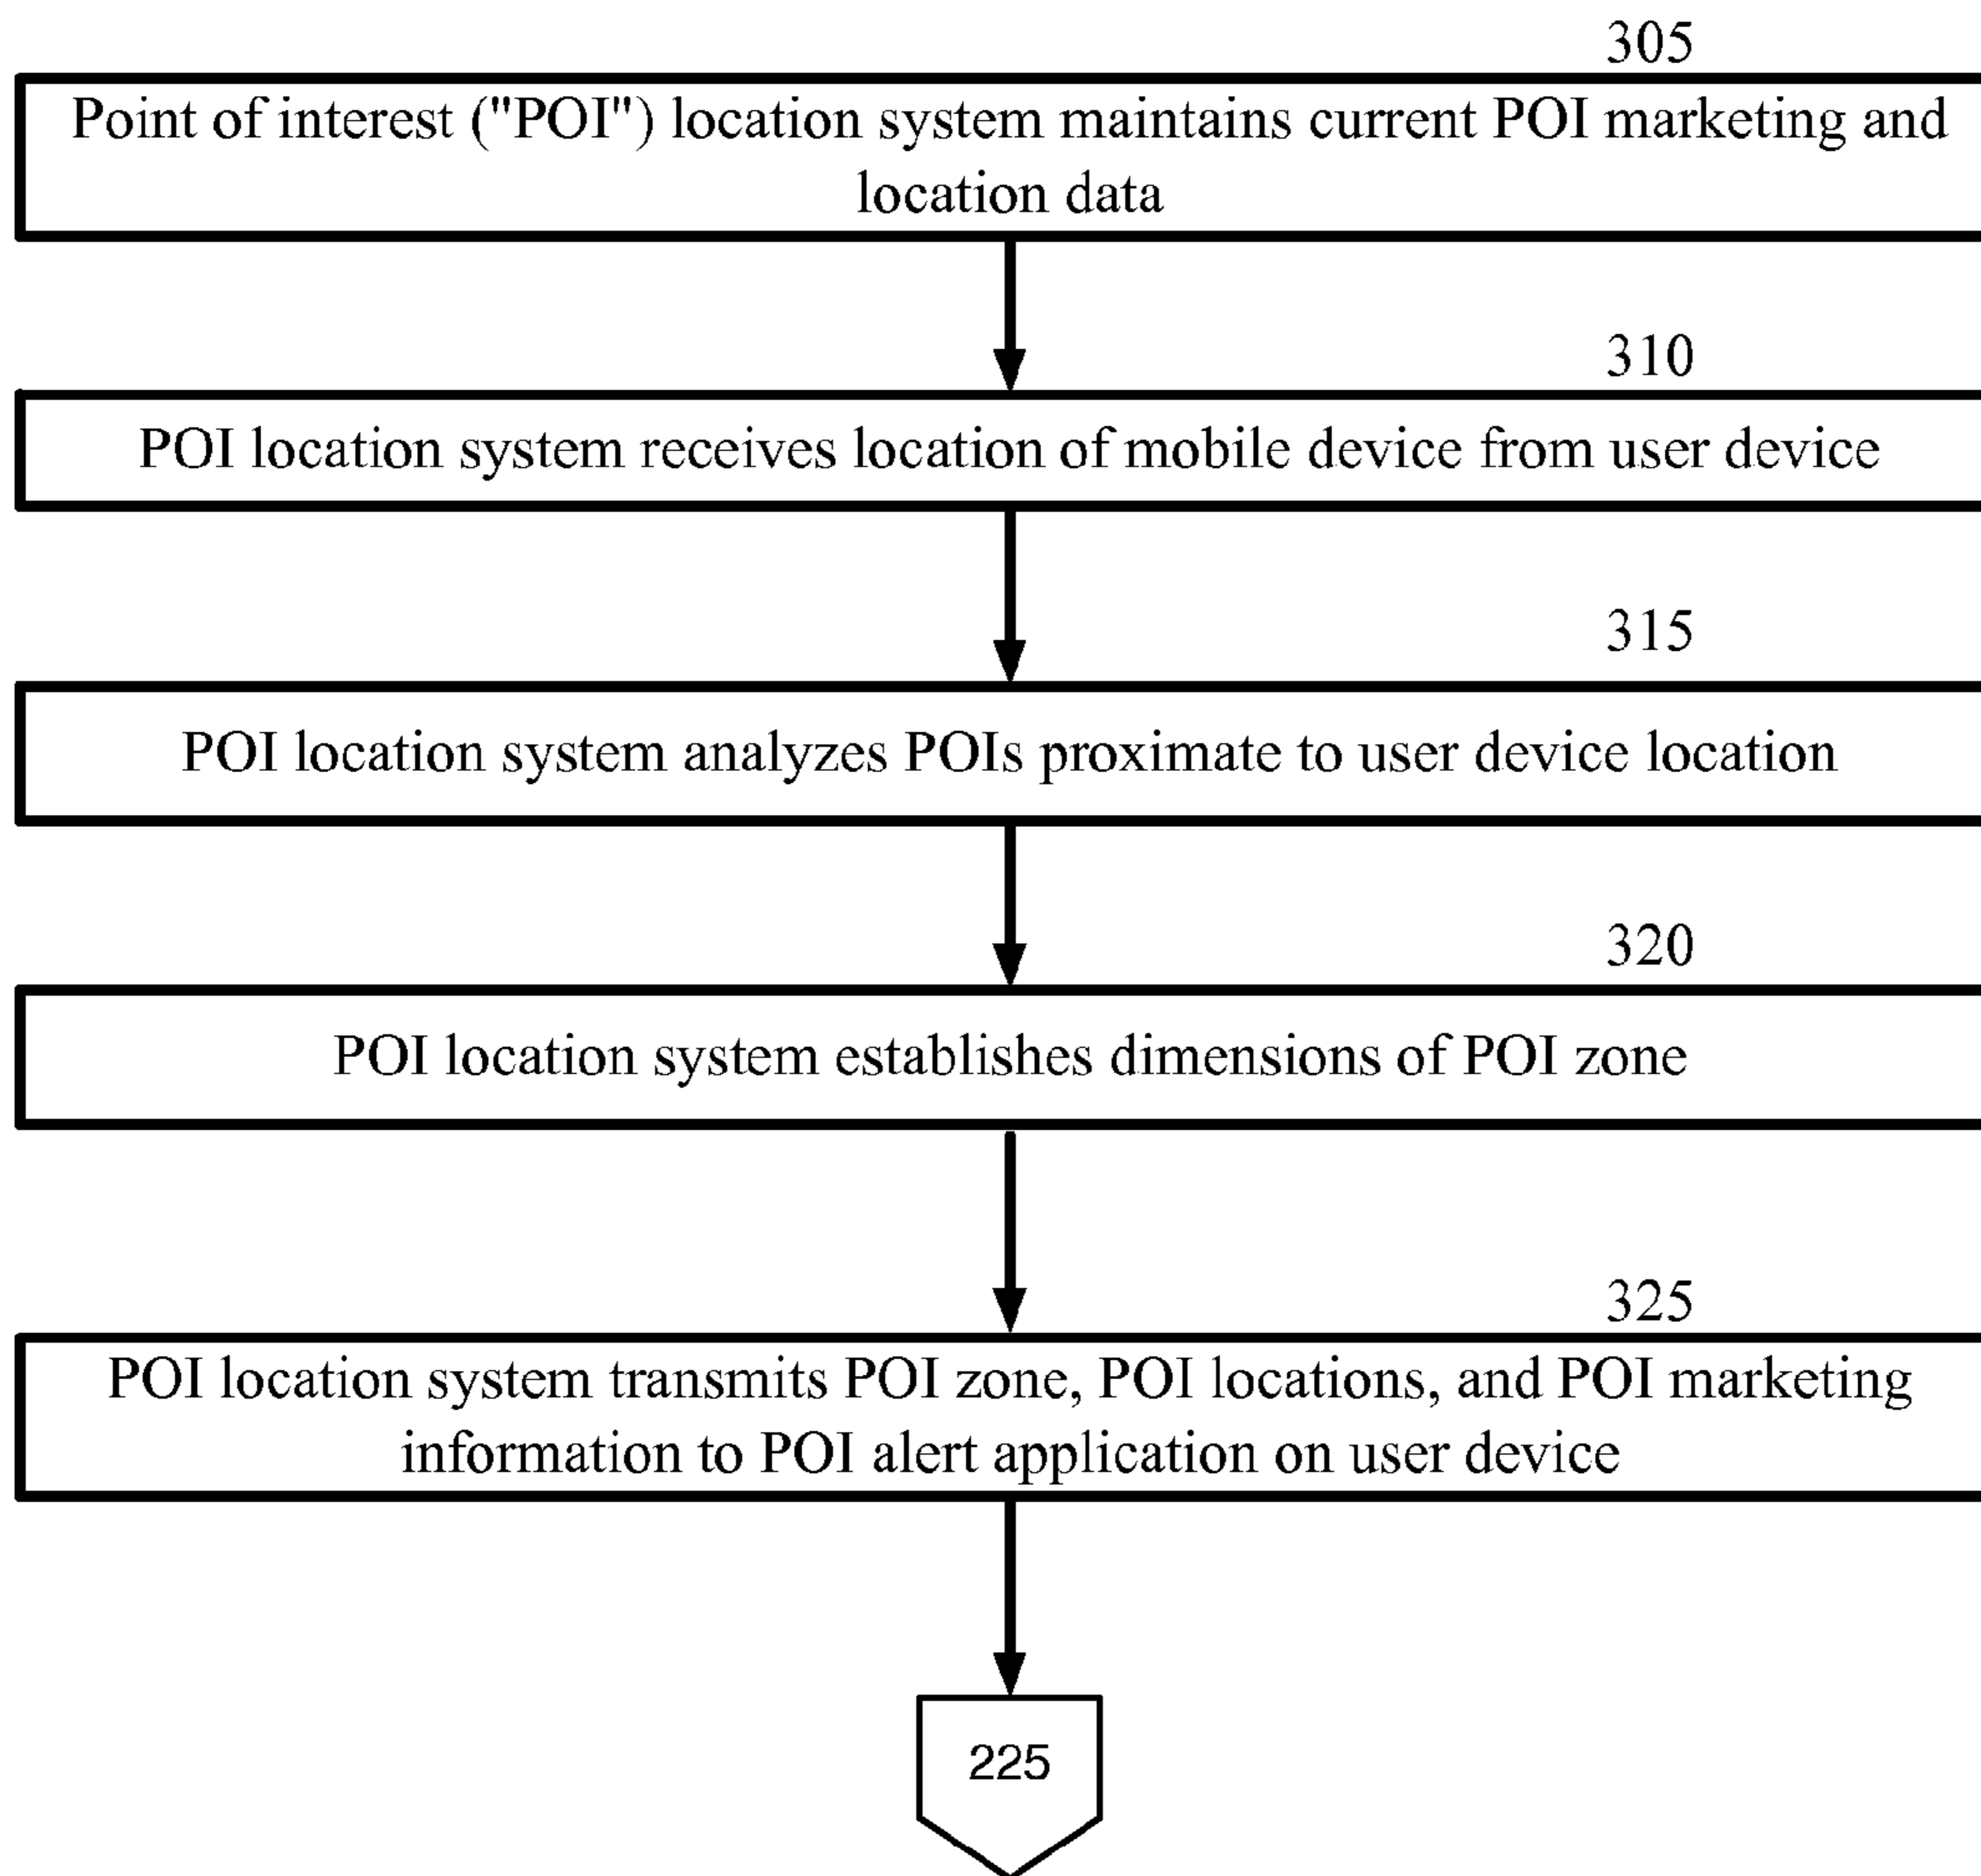 305
Point of interest ("POI") location system maintains current POI marketing and
location data
310
POI location system receives location of mobile device from user device
315
POI location system analyzes POIs proximate to user device location
320
POI location system establishes dimensions of POI zone
325
POI location system transmits POI zone, POI locations, and POI marketing
information to POI alert application on user device
225